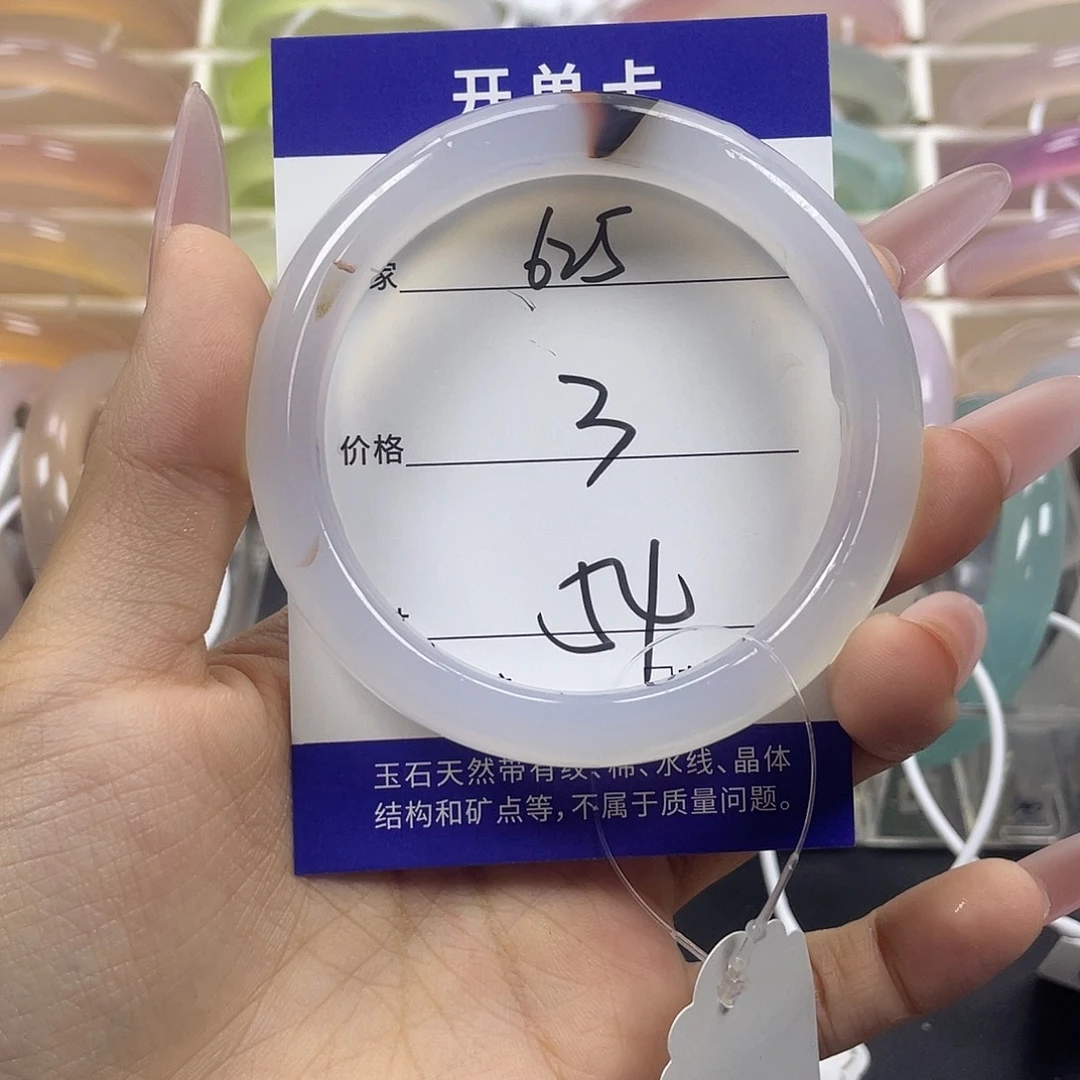 开单卡
家 625
价格 3
54
玉石天然带有纹、棉、水线、晶体
结构和矿点等，不属于质量问题。